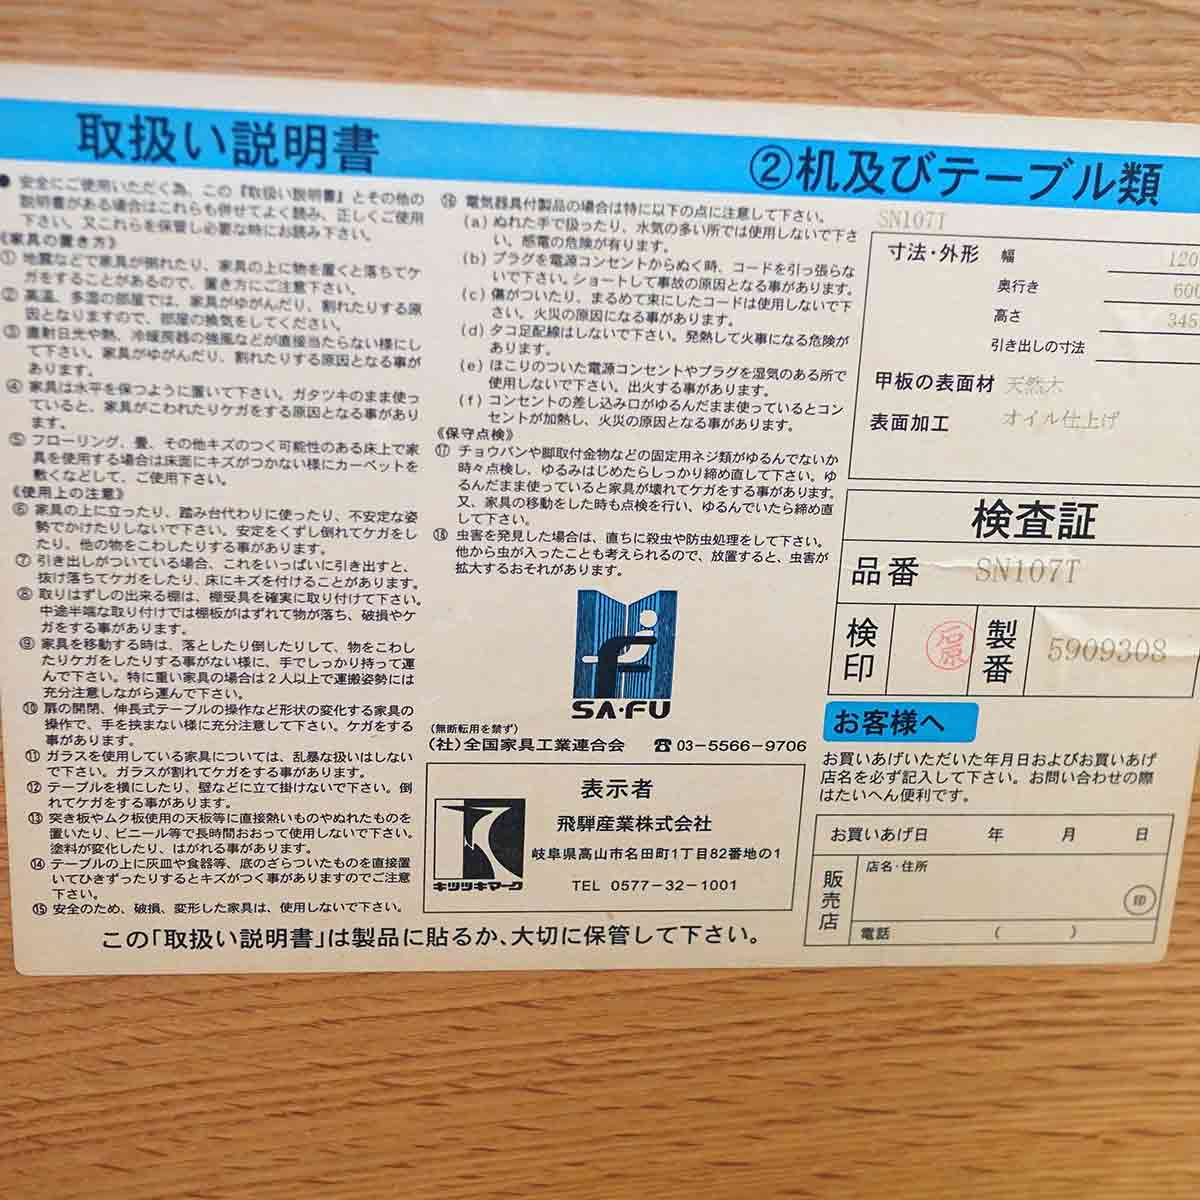 取扱い説明書
②机及びテーブル類
● 安全にご使用いただく為、この『取扱い説明書』とその他の
説明書がある場合はこれらも併せてよく読み、正しくご使用
下さい。又これらを保管し必要な時にお読み下さい。
《家具の置き方》
① 地震などで家具が倒れたり、家具の上に物を置くと落ちてケ
ガをすることがあるので、置き方にご注意下さい。
② 高温、多湿の部屋では、家具がゆがんだり、割れたりする原
因となりますので、部屋の換気をしてください。
③ 直射日光や熱、冷暖房器の強風などが直接当たらない様にし
て下さい。家具がゆがんだり、割れたりする原因となる事が
あります。
④ 家具は水平を保つように置いて下さい。ガタツキのまま使っ
ていると、家具がこわれたりケガをする原因となる事があり
ます。
⑤ フローリング、畳、その他キズのつく可能性のある床上で家
具を使用する場合は床面にキズがつかない様にカーペットを
敷くなどして、ご使用下さい。
《使用上の注意》
⑥ 家具の上に立ったり、踏み台代わりに使ったり、不安定な姿
勢でかけたりしないで下さい。安定をくずし倒れてケガをし
たり、他の物をこわしたりする事があります。
⑦ 引き出しがついている場合、これをいっぱいに引き出すと、
抜け落ちてケガをしたり、床にキズを付けることがあります。
⑧ 取りはずしの出来る棚は、棚受具を確実に取り付けて下さい。
中途半端な取り付けでは棚板がはずれて物が落ち、破損やケ
ガをする事があります。
⑨ 家具を移動する時は、落としたり倒したりして、物をこわし
たりケガをしたりする事がない様に、手でしっかり持って運
んで下さい。特に重い家具の場合は2人以上で運搬姿勢には
充分注意しながら運んで下さい。
⑩ 扉の開閉、伸長式テーブルの操作など形状の変化する家具の
操作で、手を挟まない様に充分注意して下さい。ケガをする
事があります。
⑪ ガラスを使用している家具については、乱暴な扱いはしない
で下さい。ガラスが割れてケガをする事があります。
⑫ テーブルを横にしたり、壁などに立て掛けないで下さい。倒
れてケガをする事があります。
⑬ 突き板やムク板使用の天板等に直接熱いものやぬれたものを
置いたり、ビニール等で長時間おおって使用しないで下さい。
塗料が変化したり、はがれる事があります。
⑭ テーブルの上に灰皿や食器等、底のざらついたものを直接置
いてひきずったりするとキズがつく事がありますのでご注意
下さい。
⑮ 安全のため、破損、変形した家具は、使用しないで下さい。
⑯ 電気器具付製品の場合は特に以下の点に注意して下さい。
(a) ぬれた手で扱ったり、水気の多い所では使用しないで下さ
い。感電の危険が有ります。
(b) プラグを電源コンセントからぬく時、コードを引っ張らな
いで下さい。ショートして事故の原因となる事があります。
(c) 傷がついたり、まるめて束にしたコードは使用しないで下
さい。火災の原因になる事があります。
(d) タコ足配線はしないで下さい。発熱して火事になる危険が
あります。
(e) ほこりのついた電源コンセントやプラグを湿気のある所で
使用しないで下さい。出火する事があります。
(f) コンセントの差し込み口がゆるんだまま使っているとコン
セントが加熱し、火災の原因となる事があります。
《保守点検》
⑰ チョウバンや脚取付金物などの固定用ネジ類がゆるんでないか
時々点検し、ゆるみはじめたらしっかり締め直して下さい。ゆ
るんだまま使っていると家具が壊れてケガをする事があります。
又、家具の移動をした時も点検を行い、ゆるんでいたら締め直
して下さい。
⑱ 虫害を発見した場合は、直ちに殺虫や防虫処理をして下さい。
他から虫が入ったことも考えられるので、放置すると、虫害が
拡大するおそれがあります。
SA・FU
(無断転用を禁ず)
(社)全国家具工業連合会 ☎03-5566-9706
表示者
飛騨産業株式会社
岐阜県高山市名田町1丁目82番地の1
TEL 0577-32-1001
キツツキマーク
この「取扱い説明書」は製品に貼るか、大切に保管して下さい。
SN107T
寸法・外形 幅 120
奥行き 600
高さ 345
引き出しの寸法
甲板の表面材 天然木
表面加工 オイル仕上げ
検査証
品番 SN107T
検印 石原 製番 5909308
お客様へ
お買いあげいただいた年月日およびお買いあげ
店名を必ず記入して下さい。お問い合わせの際
はたいへん便利です。
お買いあげ日 年 月 日
販売店 店名・住所
印
電話 ( )